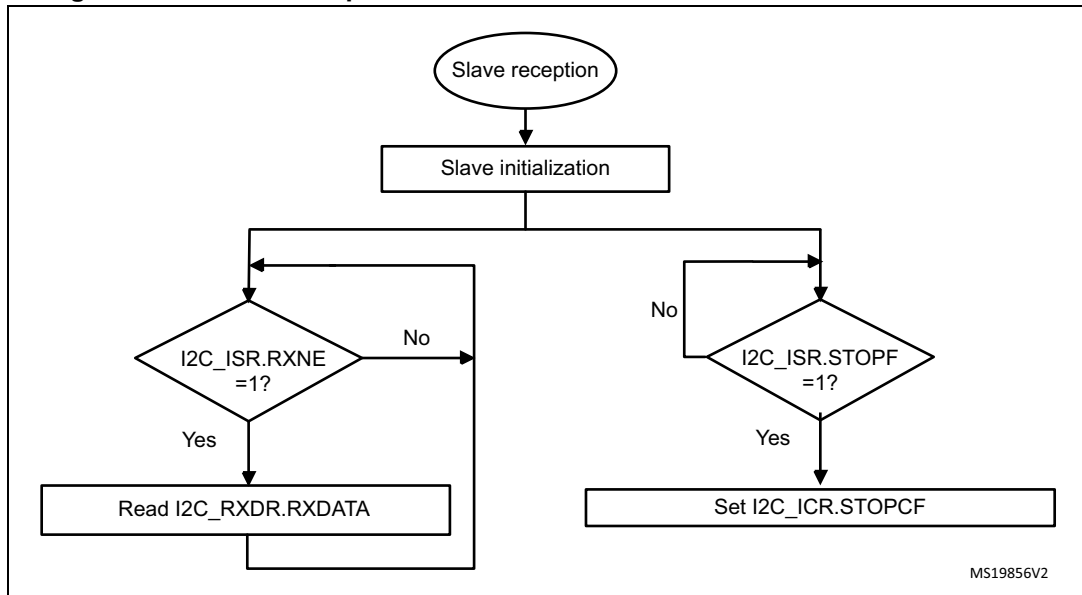 Slave reception
Slave initialization
I2C_ISR.RXNE
=1?
No
Yes
Read I2C_RXDR.RXDATA
No
I2C_ISR.STOPF
=1?
Yes
Set I2C_ICR.STOPCF
MS19856V2